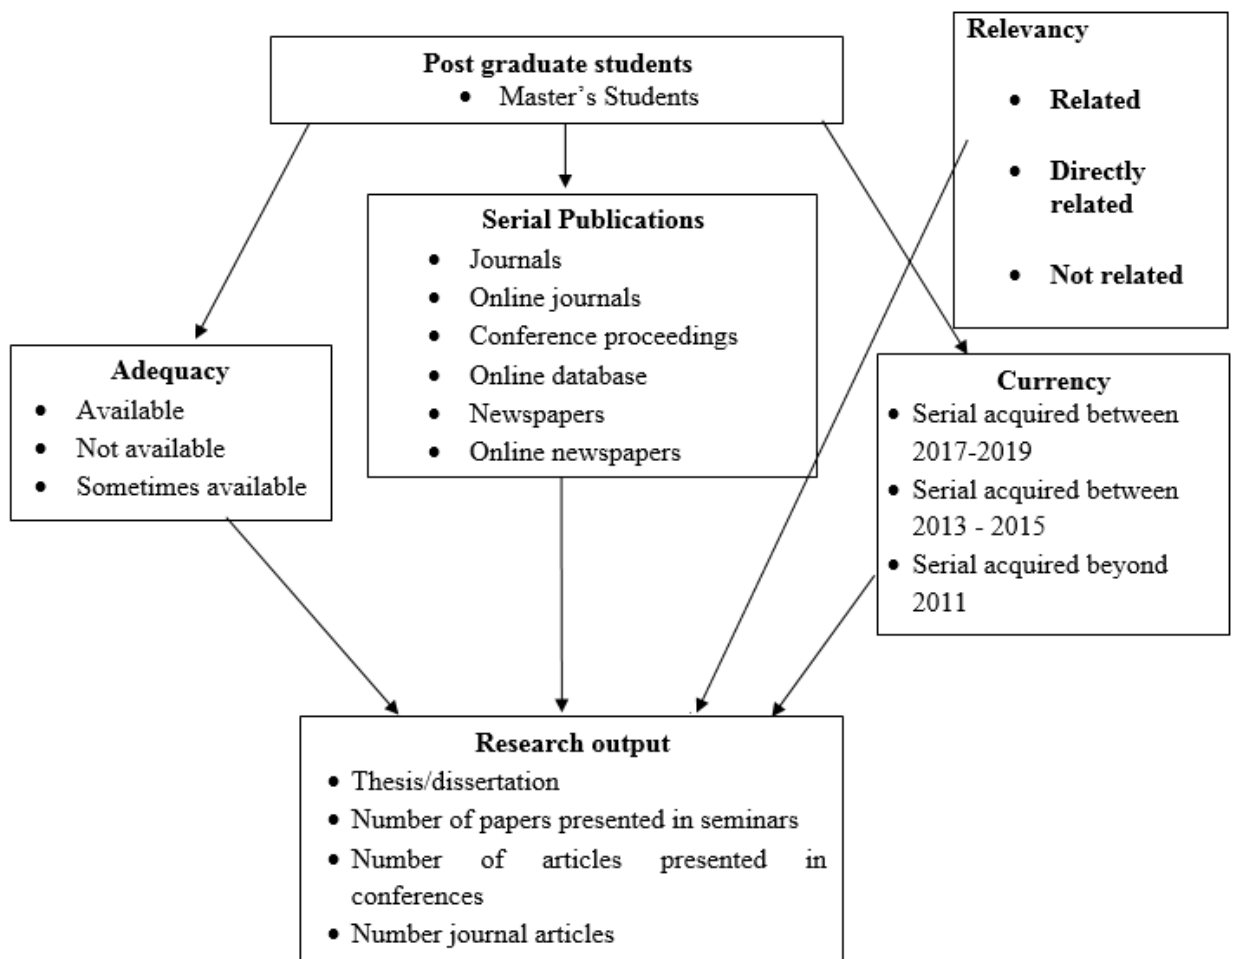 Post graduate students
• Master’s Students
Relevancy
• Related
• Directly
related
• Not related
Serial Publications
• Journals
• Online journals
• Conference proceedings
• Online database
• Newspapers
• Online newspapers
Adequacy
• Available
• Not available
• Sometimes available
Currency
• Serial acquired between
2017-2019
• Serial acquired between
2013 - 2015
• Serial acquired beyond
2011
Research output
• Thesis/dissertation
• Number of papers presented in seminars
• Number of articles presented in
conferences
• Number journal articles